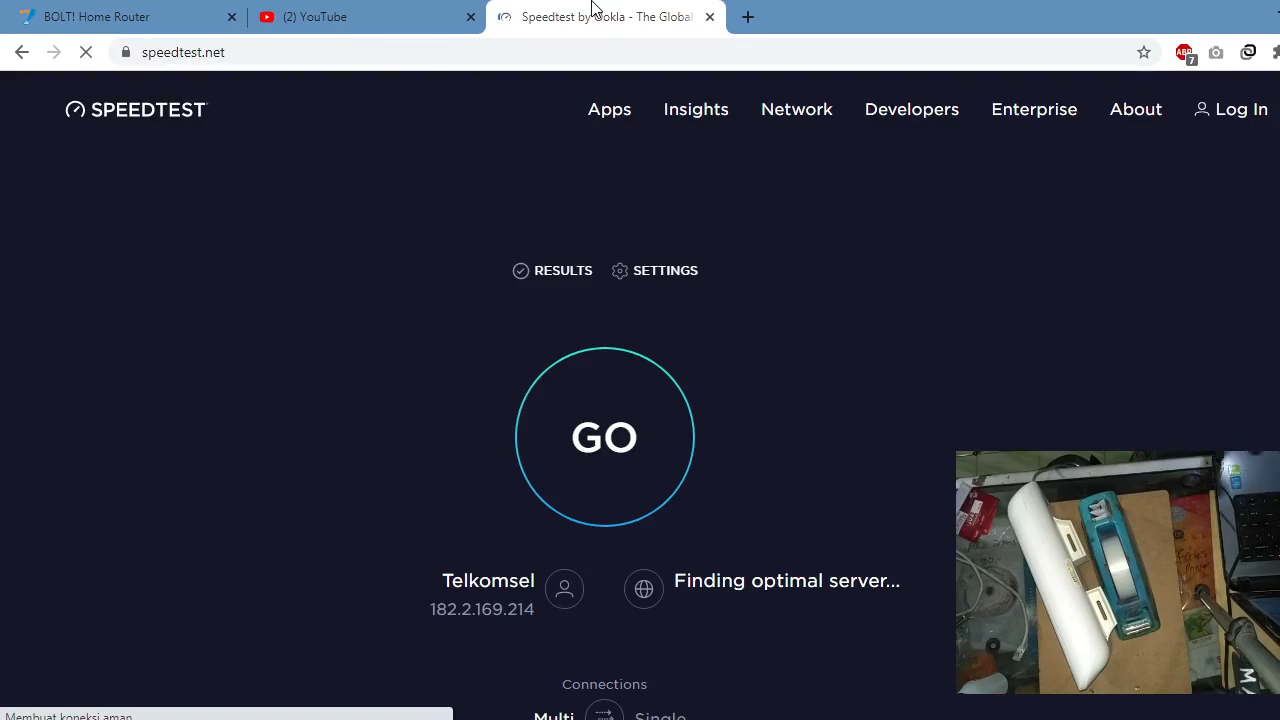 BOLT! Home Router
(2) YouTube
Speedtest by Ookla - The Global
speedtest.net
ABP
7
SPEEDTEST
Apps
Insights
Network
Developers
Enterprise
About
Log In
RESULTS
SETTINGS
GO
Telkomsel
182.2.169.214
Finding optimal server...
Connections
Multi
Single
Membuat koneksi aman